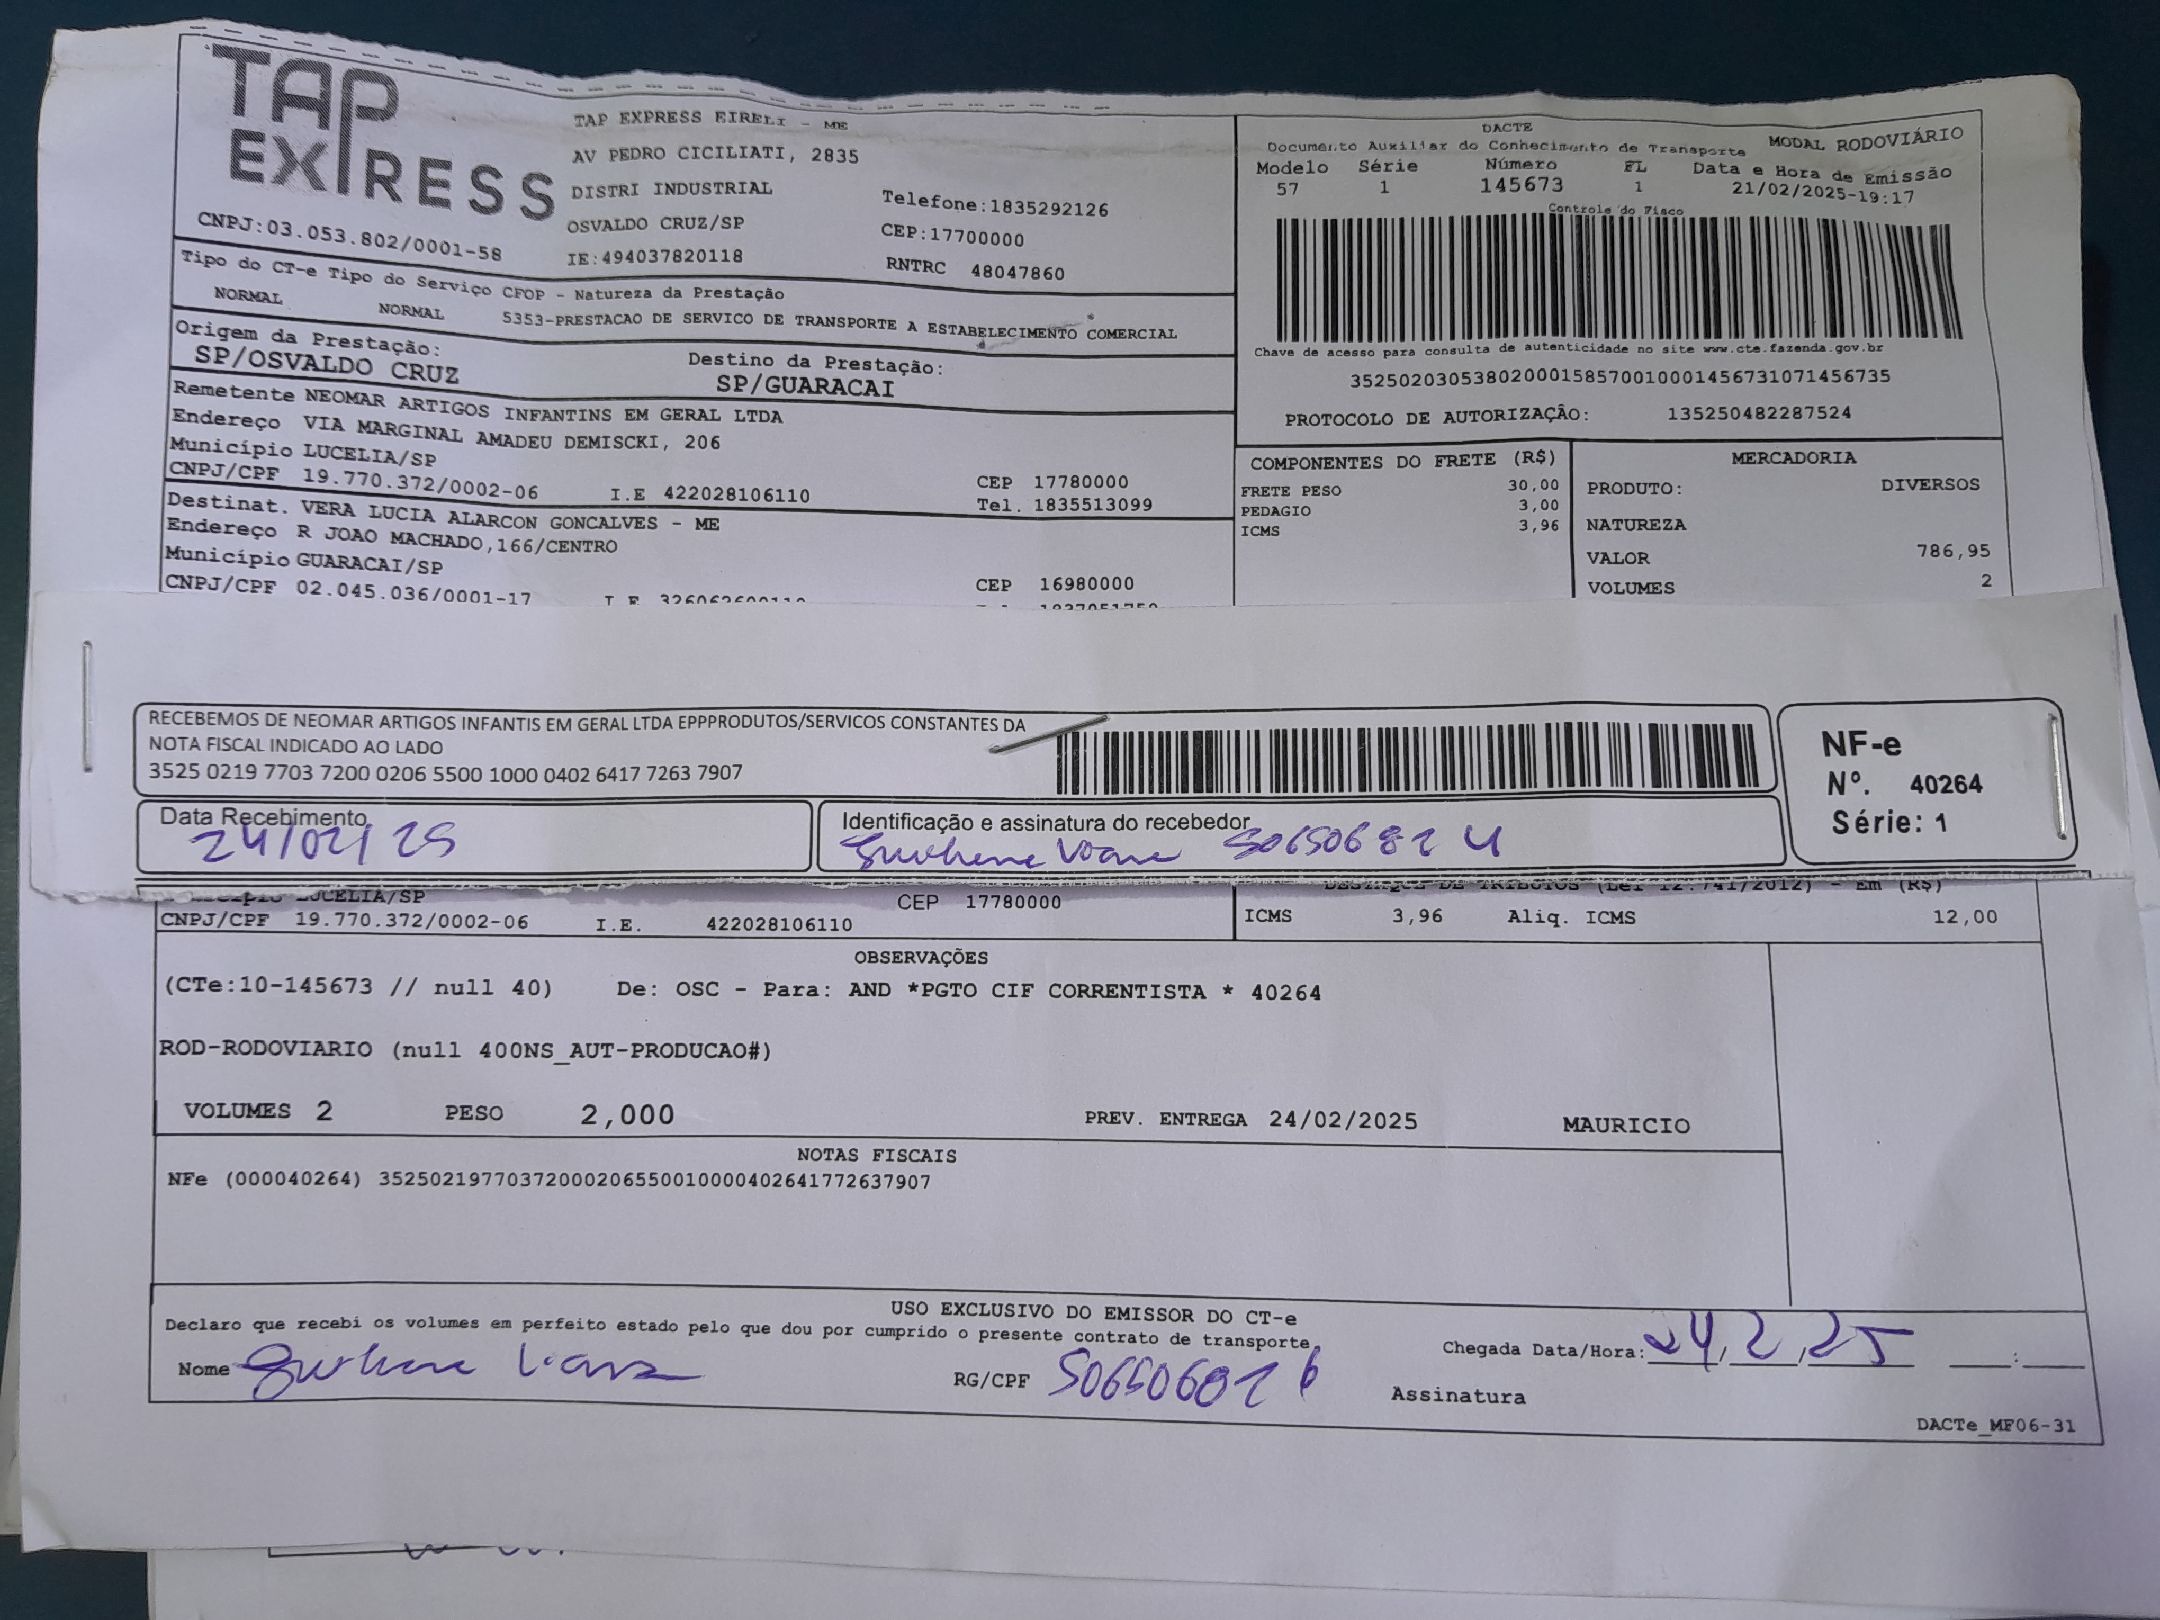 TAP
EXPRESS
CNPJ:03.053.802/0001-58
TAP EXPRESS EIRELI - ME
AV PEDRO CICILIATI, 2835
DISTRI INDUSTRIAL
OSVALDO CRUZ/SP
IE:494037820118
Telefone:1835292126
CEP:17700000
RNTRC 48047860
DACTE
Documento Auxiliar do Conhecimento de Transporte MODAL RODOVIÁRIO
Modelo Série Número FL Data e Hora de Emissão
57 1 145673 1 21/02/2025-19:17
Controle do Fisco
Chave de acesso para consulta de autenticidade no site www.cte.fazenda.gov.br
35250203053802000158570010001456731071456735
PROTOCOLO DE AUTORIZAÇÃO: 135250482287524
Tipo do CT-e Tipo do Serviço CFOP - Natureza da Prestação
NORMAL NORMAL 5353-PRESTACAO DE SERVICO DE TRANSPORTE A ESTABELECIMENTO COMERCIAL
Origem da Prestação: Destino da Prestação:
SP/OSVALDO CRUZ SP/GUARACAI
Remetente NEOMAR ARTIGOS INFANTINS EM GERAL LTDA
Endereço VIA MARGINAL AMADEU DEMISCKI, 206
Município LUCELIA/SP CEP 17780000
CNPJ/CPF 19.770.372/0002-06 I.E 422028106110 Tel. 1835513099
Destinat. VERA LUCIA ALARCON GONCALVES - ME
Endereço R JOAO MACHADO,166/CENTRO
Município GUARACAI/SP CEP 16980000
CNPJ/CPF 02.045.036/0001-17
COMPONENTES DO FRETE (R$)
FRETE PESO 30,00
PEDAGIO 3,00
ICMS 3,96
MERCADORIA
PRODUTO: DIVERSOS
NATUREZA
VALOR 786,95
VOLUMES 2
RECEBEMOS DE NEOMAR ARTIGOS INFANTIS EM GERAL LTDA EPPPRODUTOS/SERVICOS CONSTANTES DA
NOTA FISCAL INDICADO AO LADO
3525 0219 7703 7200 0206 5500 1000 0402 6417 7263 7907
NF-e
Nº. 40264
Série: 1
Data Recebimento
24/02/25
Identificação e assinatura do recebedor
LUCELIA/SP CEP 17780000
CNPJ/CPF 19.770.372/0002-06 I.E. 422028106110
DESTAQUE DE TRIBUTOS (Lei 12.741/2012) - Em (R$)
ICMS 3,96 Aliq. ICMS 12,00
OBSERVAÇÕES
(CTe:10-145673 // null 40) De: OSC - Para: AND *PGTO CIF CORRENTISTA * 40264
ROD-RODOVIARIO (null 400NS_AUT-PRODUCAO#)
VOLUMES 2 PESO 2,000 PREV. ENTREGA 24/02/2025 MAURICIO
NOTAS FISCAIS
NFe (000040264) 35250219770372000206550010000402641772637907
USO EXCLUSIVO DO EMISSOR DO CT-e
Declaro que recebi os volumes em perfeito estado pelo que dou por cumprido o presente contrato de transporte.
Chegada Data/Hora: 24, 2, 25 :
Nome RG/CPF Assinatura
DACTe_MF06-31